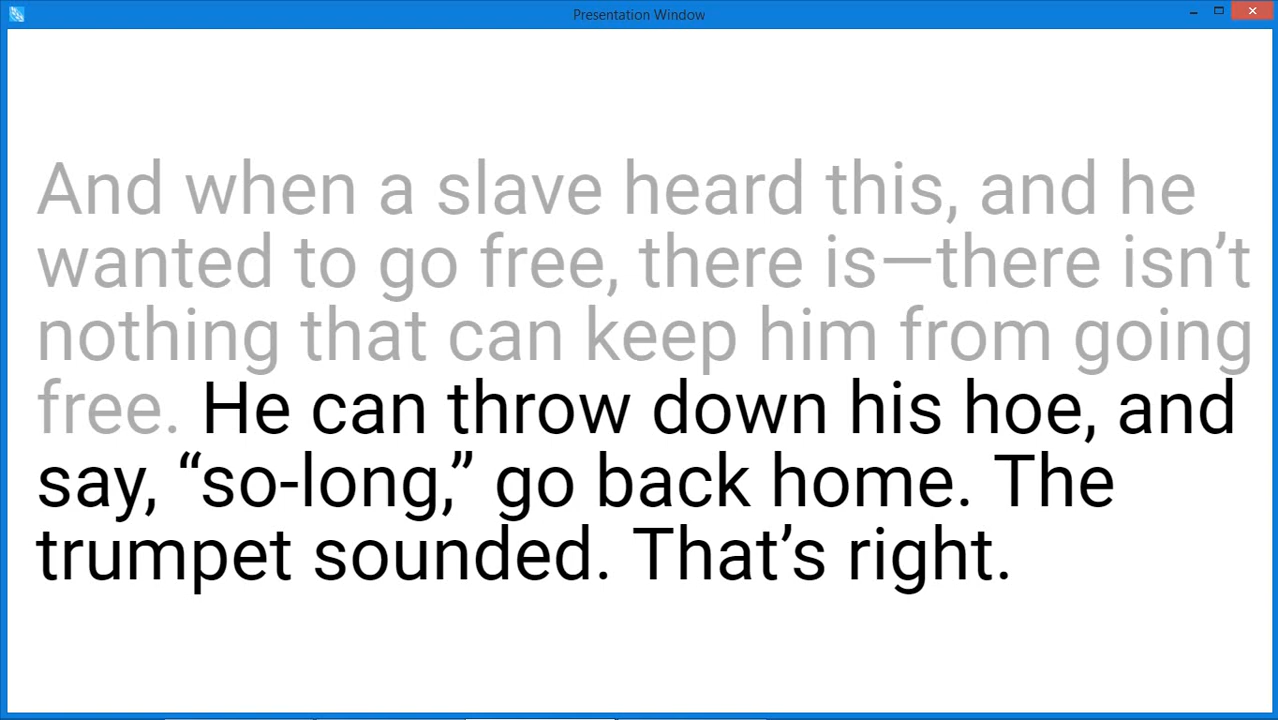 Presentation Window
And when a slave heard this, and he
wanted to go free, there is—there isn’t
nothing that can keep him from going
free. He can throw down his hoe, and
say, “so-long,” go back home. The
trumpet sounded. That’s right.